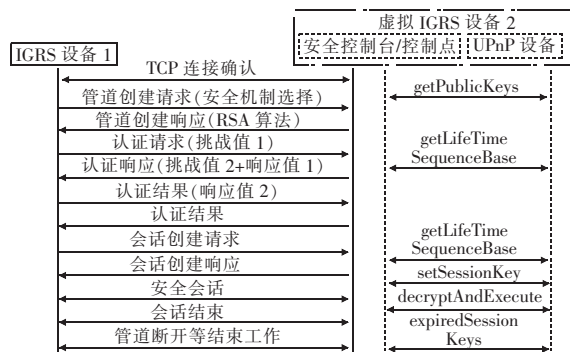 虚拟 IGRS 设备 2
IGRS 设备 1
安全控制台/控制点
UPnP 设备
TCP 连接确认
getPublicKeys
管道创建请求(安全机制选择)
管道创建响应(RSA 算法)
认证请求(挑战值 1)
getLifeTime
SequenceBase
认证响应(挑战值 2+响应值 1)
认证结果(响应值 2)
认证结果
会话创建请求
getLifeTime
SequenceBase
会话创建响应
setSessionKey
安全会话
decryptAndExecute
会话结束
expiredSession
Keys
管道断开等结束工作